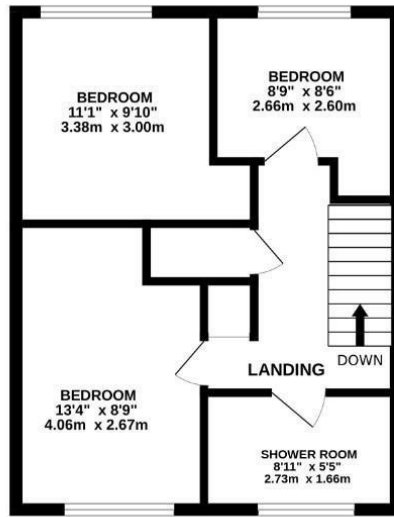 BEDROOM
11'1" x 9'10"
3.38m x 3.00m
BEDROOM
8'9" x 8'6"
2.66m x 2.60m
DOWN
LANDING
BEDROOM
13'4" x 8'9"
4.06m x 2.67m
SHOWER ROOM
8'11" x 5'5"
2.73m x 1.66m